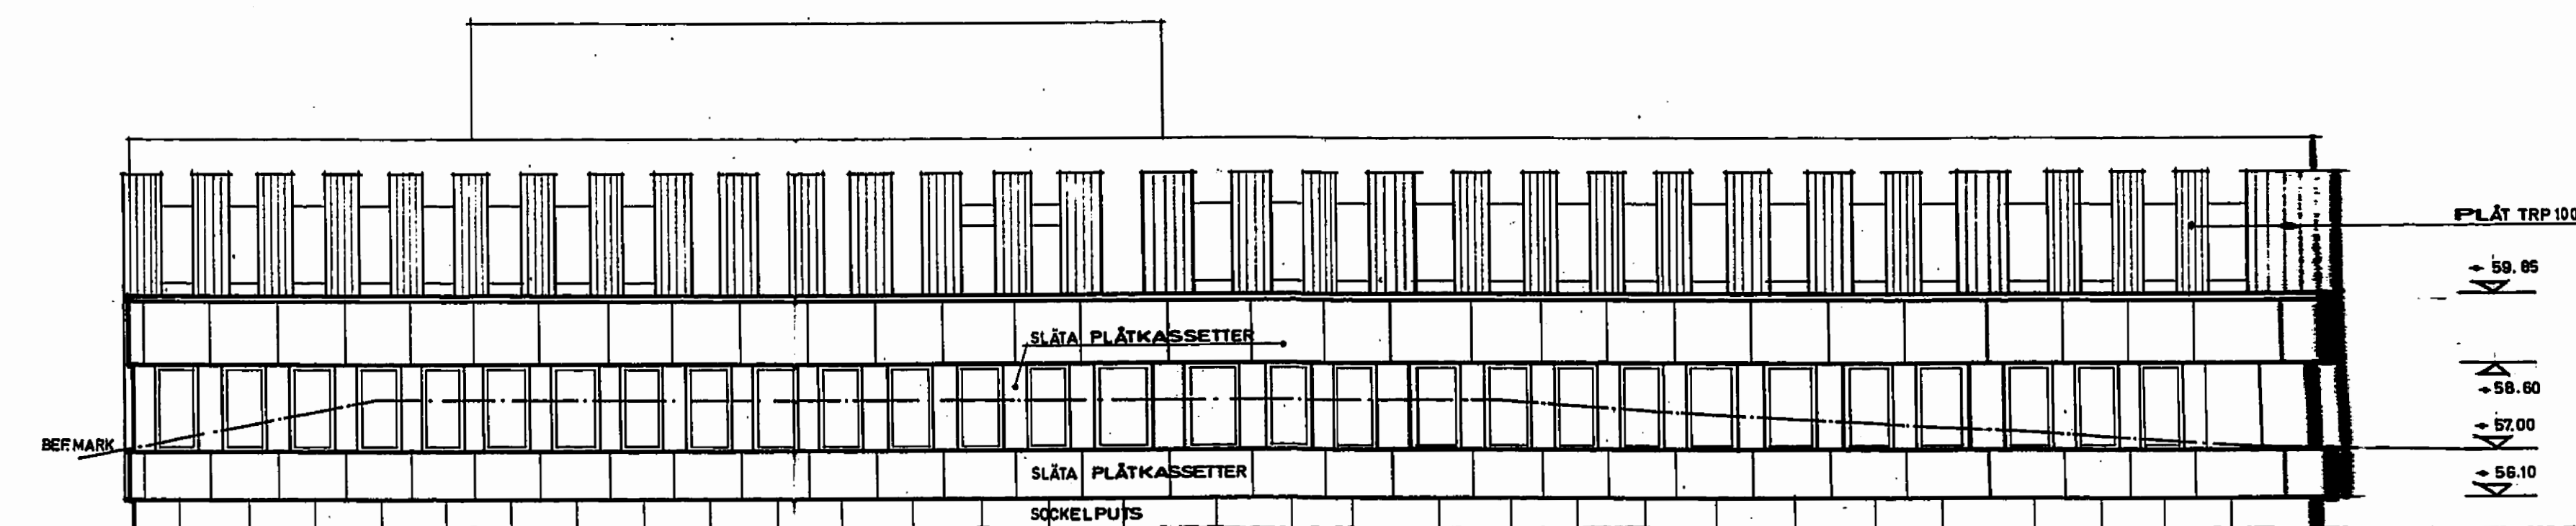 PLÅT TRP 100
+ 59.85
SLÄTA PLÅTKASSETTER
+ 58.60
+ 57.00
BEF. MARK
SLÄTA PLÅTKASSETTER
+ 56.10
SOCKELPUTS